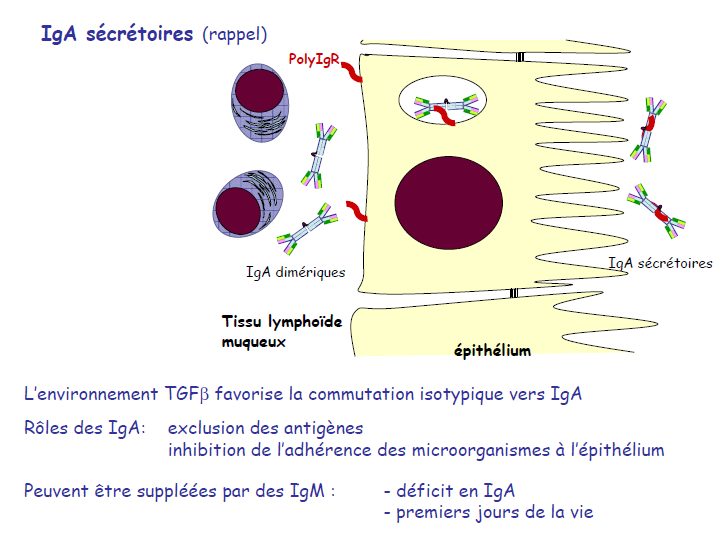 IgA sécrétoires (rappel)
PolyIgR
IgA dimériques
IgA sécrétoires
Tissu lymphoïde
muqueux
épithélium
L'environnement TGFβ favorise la commutation isotypique vers IgA
Rôles des IgA: exclusion des antigènes
inhibition de l'adhérence des microorganismes à l'épithélium
Peuvent être suppléées par des IgM : - déficit en IgA
- premiers jours de la vie